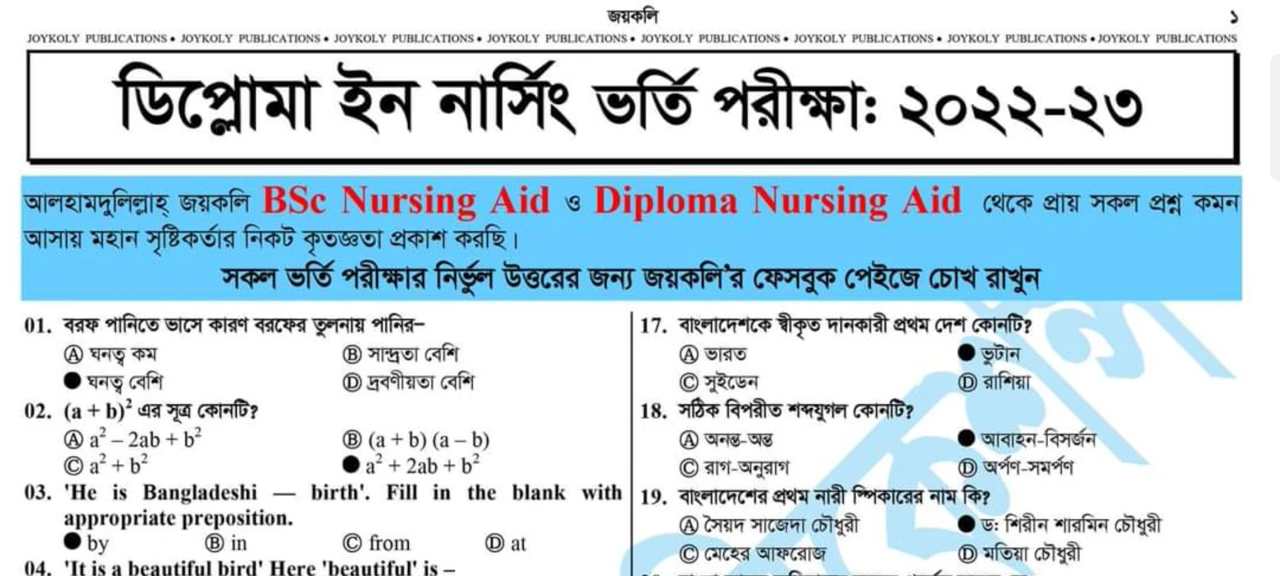 জয়কলি
১
JOYKOLY PUBLICATIONS • JOYKOLY PUBLICATIONS • JOYKOLY PUBLICATIONS • JOYKOLY PUBLICATIONS • JOYKOLY PUBLICATIONS • JOYKOLY PUBLICATIONS • JOYKOLY PUBLICATIONS • JOYKOLY PUBLICATIONS
ডিপ্লোমা ইন নার্সিং ভর্তি পরীক্ষা: ২০২২-২৩
আলহামদুলিল্লাহ্ জয়কলি BSc Nursing Aid ও Diploma Nursing Aid থেকে প্রায় সকল প্রশ্ন কমন
আসায় মহান সৃষ্টিকর্তার নিকট কৃতজ্ঞতা প্রকাশ করছি।
সকল ভর্তি পরীক্ষার নির্ভুল উত্তরের জন্য জয়কলি'র ফেসবুক পেইজে চোখ রাখুন
01. বরফ পানিতে ভাসে কারণ বরফের তুলনায় পানির–
Ⓐ ঘনত্ব কম Ⓑ সান্দ্রতা বেশি
● ঘনত্ব বেশি Ⓓ দ্রবণীয়তা বেশি
02. (a + b)² এর সূত্র কোনটি?
Ⓐ a² – 2ab + b² Ⓑ (a + b) (a – b)
Ⓒ a² + b² ● a² + 2ab + b²
03. 'He is Bangladeshi — birth'. Fill in the blank with
appropriate preposition.
● by Ⓑ in Ⓒ from Ⓓ at
04. 'It is a beautiful bird' Here 'beautiful' is –
17. বাংলাদেশকে স্বীকৃত দানকারী প্রথম দেশ কোনটি?
Ⓐ ভারত ● ভুটান
Ⓒ সুইডেন Ⓓ রাশিয়া
18. সঠিক বিপরীত শব্দযুগল কোনটি?
Ⓐ অনন্ত-অন্ত ● আবাহন-বিসর্জন
Ⓒ রাগ-অনুরাগ Ⓓ অর্পণ-সমর্পণ
19. বাংলাদেশের প্রথম নারী স্পিকারের নাম কি?
Ⓐ সৈয়দ সাজেদা চৌধুরী ● ড: শিরীন শারমিন চৌধুরী
Ⓒ মেহের আফরোজ Ⓓ মতিয়া চৌধুরী